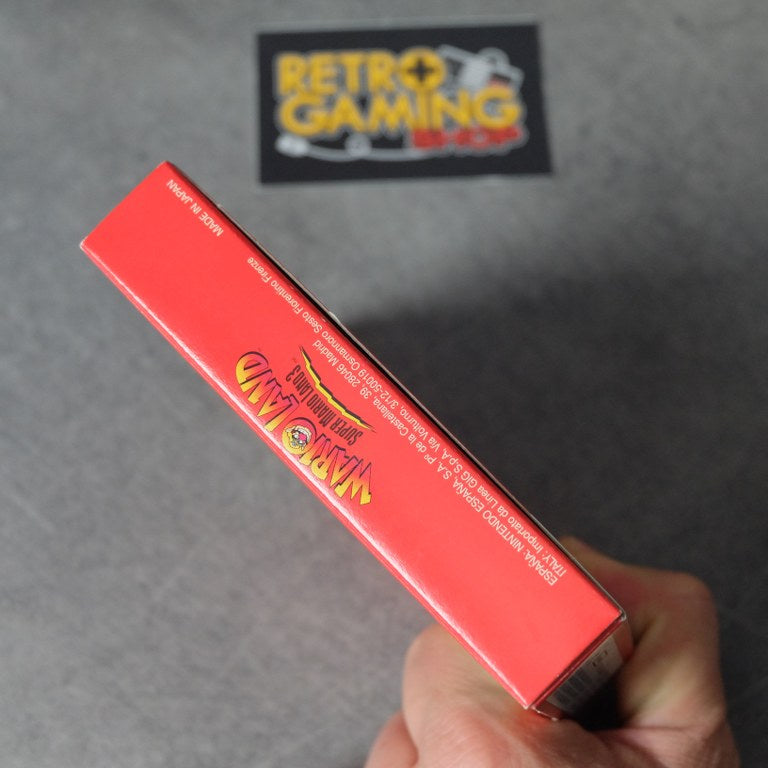 RETRO
GAMING
SHOP
MADE IN JAPAN
WARIO LAND
SUPER MARIO LAND 3
ESPAÑA: NINTENDO ESPAÑA, S.A. Pº de la Castellana, 39, 28046 Madrid
ITALY: Importato da Linea GIG S.p.A. Via Volturno, 3/12-50019 Osmannoro Sesto Fiorentino Firenze